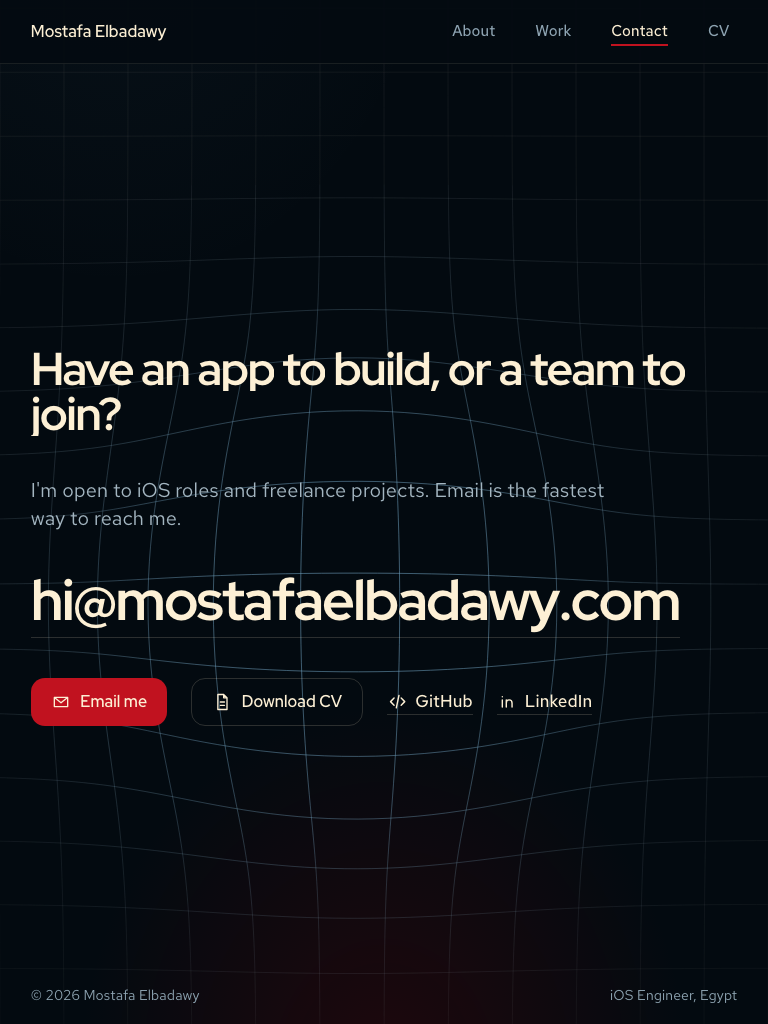 Mostafa Elbadawy
About
Work
Contact
CV
Have an app to build, or a team to
join?
I'm open to iOS roles and freelance projects. Email is the fastest
way to reach me.
hi@mostafaelbadawy.com
Email me
Download CV
GitHub
in LinkedIn
© 2026 Mostafa Elbadawy
iOS Engineer, Egypt